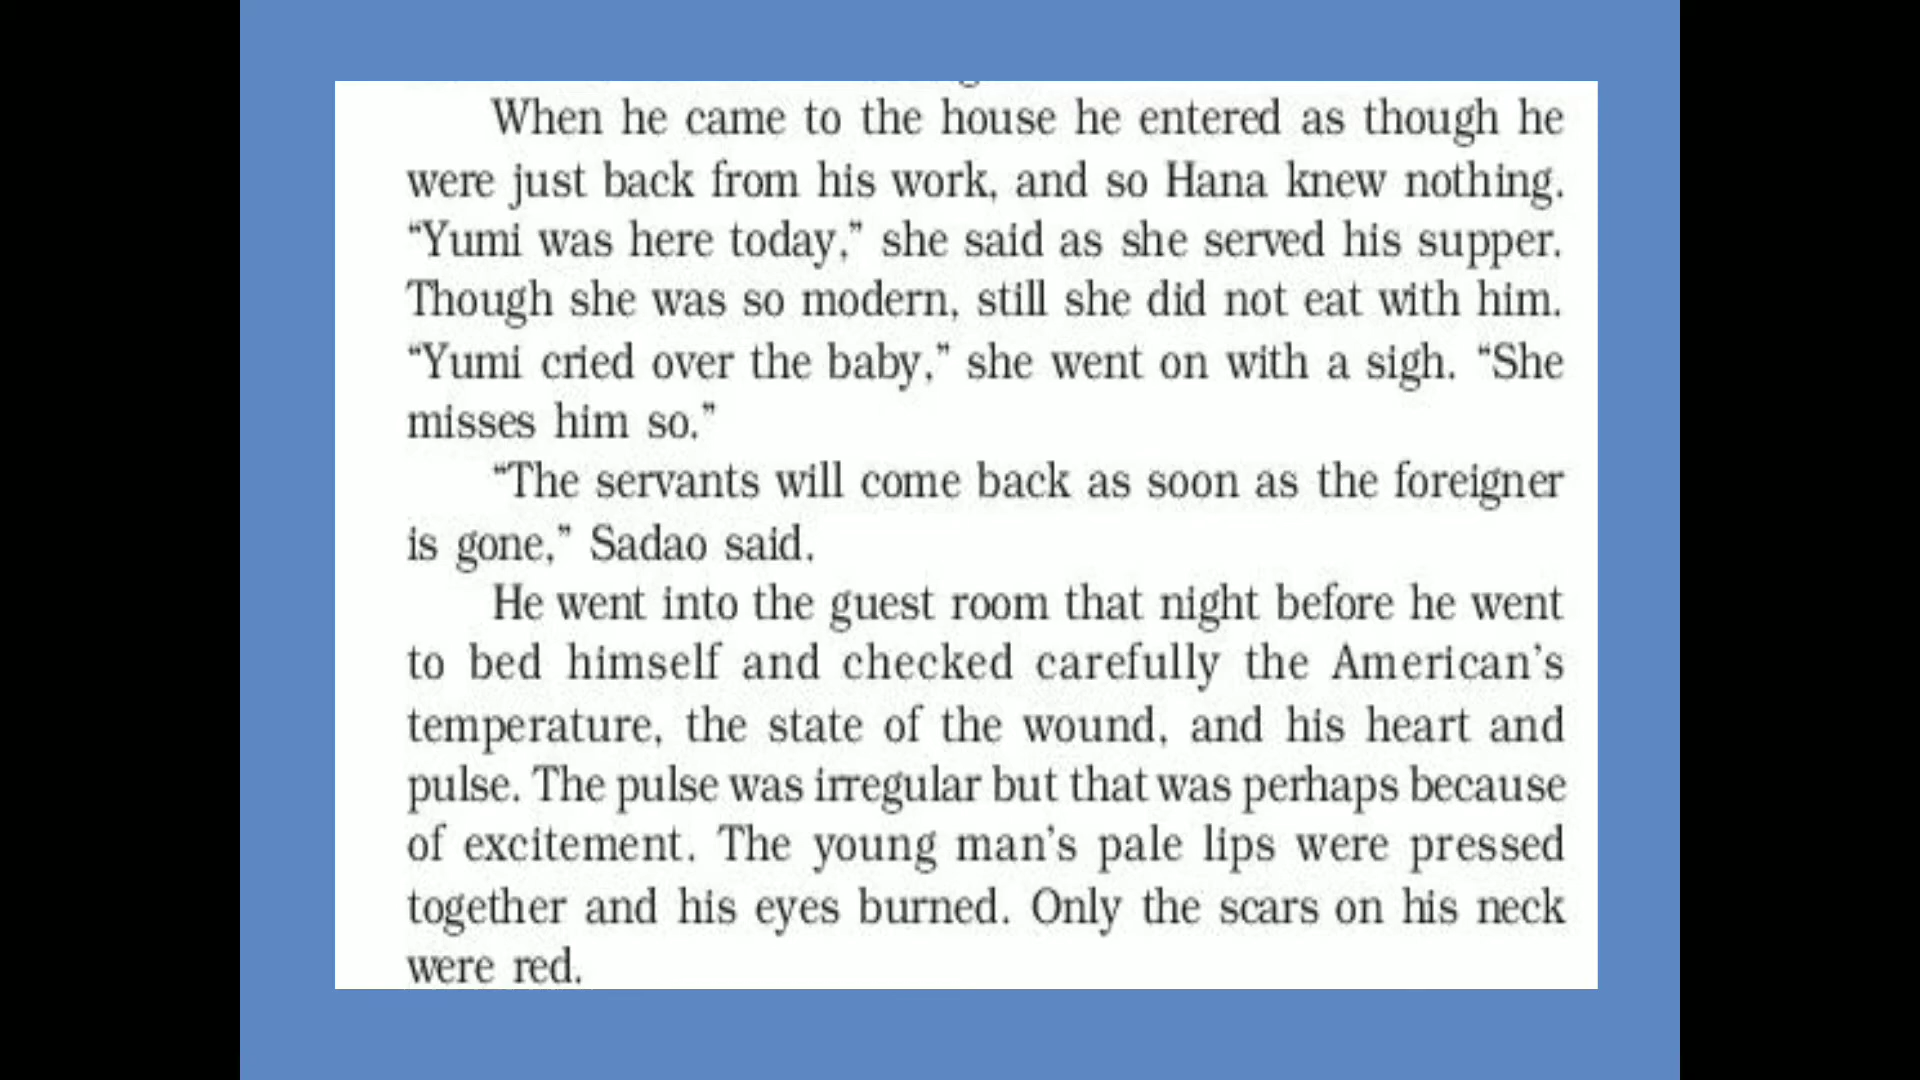 When he came to the house he entered as though he
were just back from his work, and so Hana knew nothing.
“Yumi was here today,” she said as she served his supper.
Though she was so modern, still she did not eat with him.
“Yumi cried over the baby,” she went on with a sigh. “She
misses him so.”
“The servants will come back as soon as the foreigner
is gone,” Sadao said.
He went into the guest room that night before he went
to bed himself and checked carefully the American’s
temperature, the state of the wound, and his heart and
pulse. The pulse was irregular but that was perhaps because
of excitement. The young man’s pale lips were pressed
together and his eyes burned. Only the scars on his neck
were red.